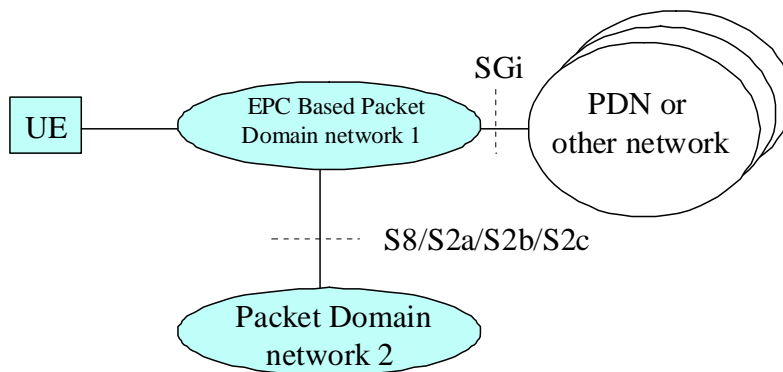 SGi
UE
EPC Based Packet
Domain network 1
PDN or
other network
S8/S2a/S2b/S2c
Packet Domain
network 2